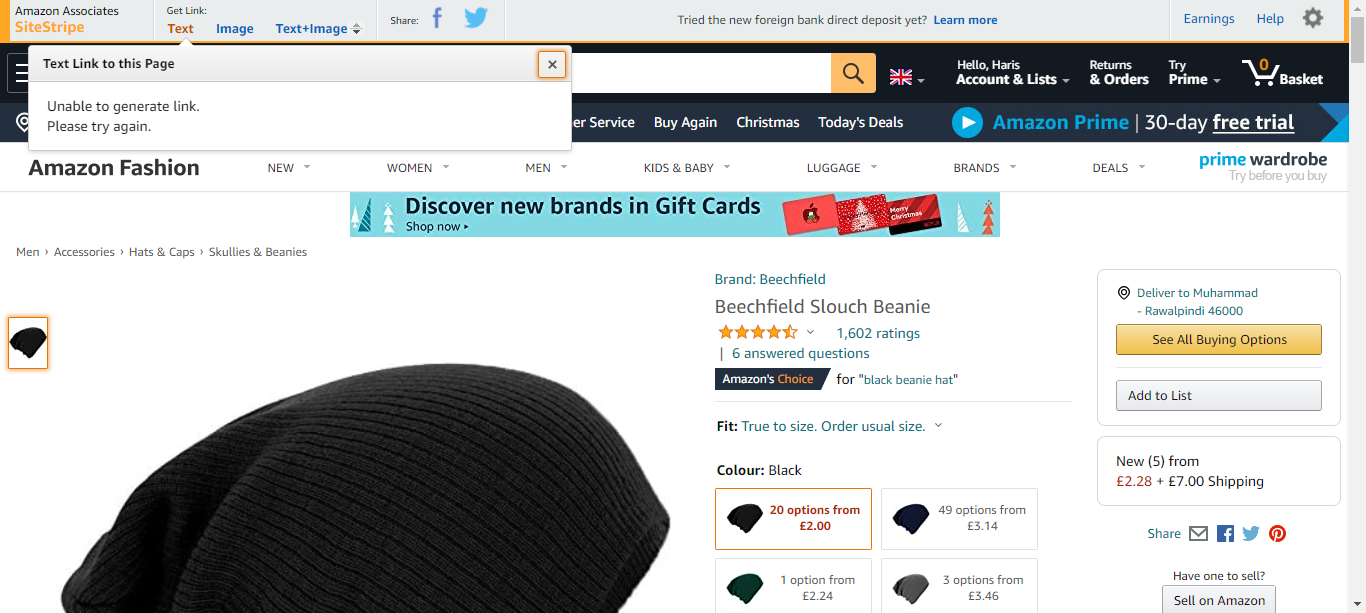 Amazon Associates
SiteStripe
Get Link:
Text Image Text+Image
Share:
Tried the new foreign bank direct deposit yet? Learn more
Earnings Help
Text Link to this Page
Unable to generate link.
Please try again.
Hello, Haris
Account & Lists
Returns
& Orders
Try
Prime
0
Basket
er Service Buy Again Christmas Today's Deals
Amazon Prime | 30-day free trial
Amazon Fashion
NEW WOMEN MEN KIDS & BABY LUGGAGE BRANDS DEALS
prime wardrobe
Try before you buy
Discover new brands in Gift Cards
Shop now ▸
Merry
Christmas
Men › Accessories › Hats & Caps › Skullies & Beanies
Brand: Beechfield
Beechfield Slouch Beanie
1,602 ratings
| 6 answered questions
Amazon's Choice for "black beanie hat"
Fit: True to size. Order usual size.
Colour: Black
20 options from
£2.00
49 options from
£3.14
1 option from
£2.24
3 options from
£3.46
Deliver to Muhammad
- Rawalpindi 46000
See All Buying Options
Add to List
New (5) from
£2.28 + £7.00 Shipping
Share
Have one to sell?
Sell on Amazon